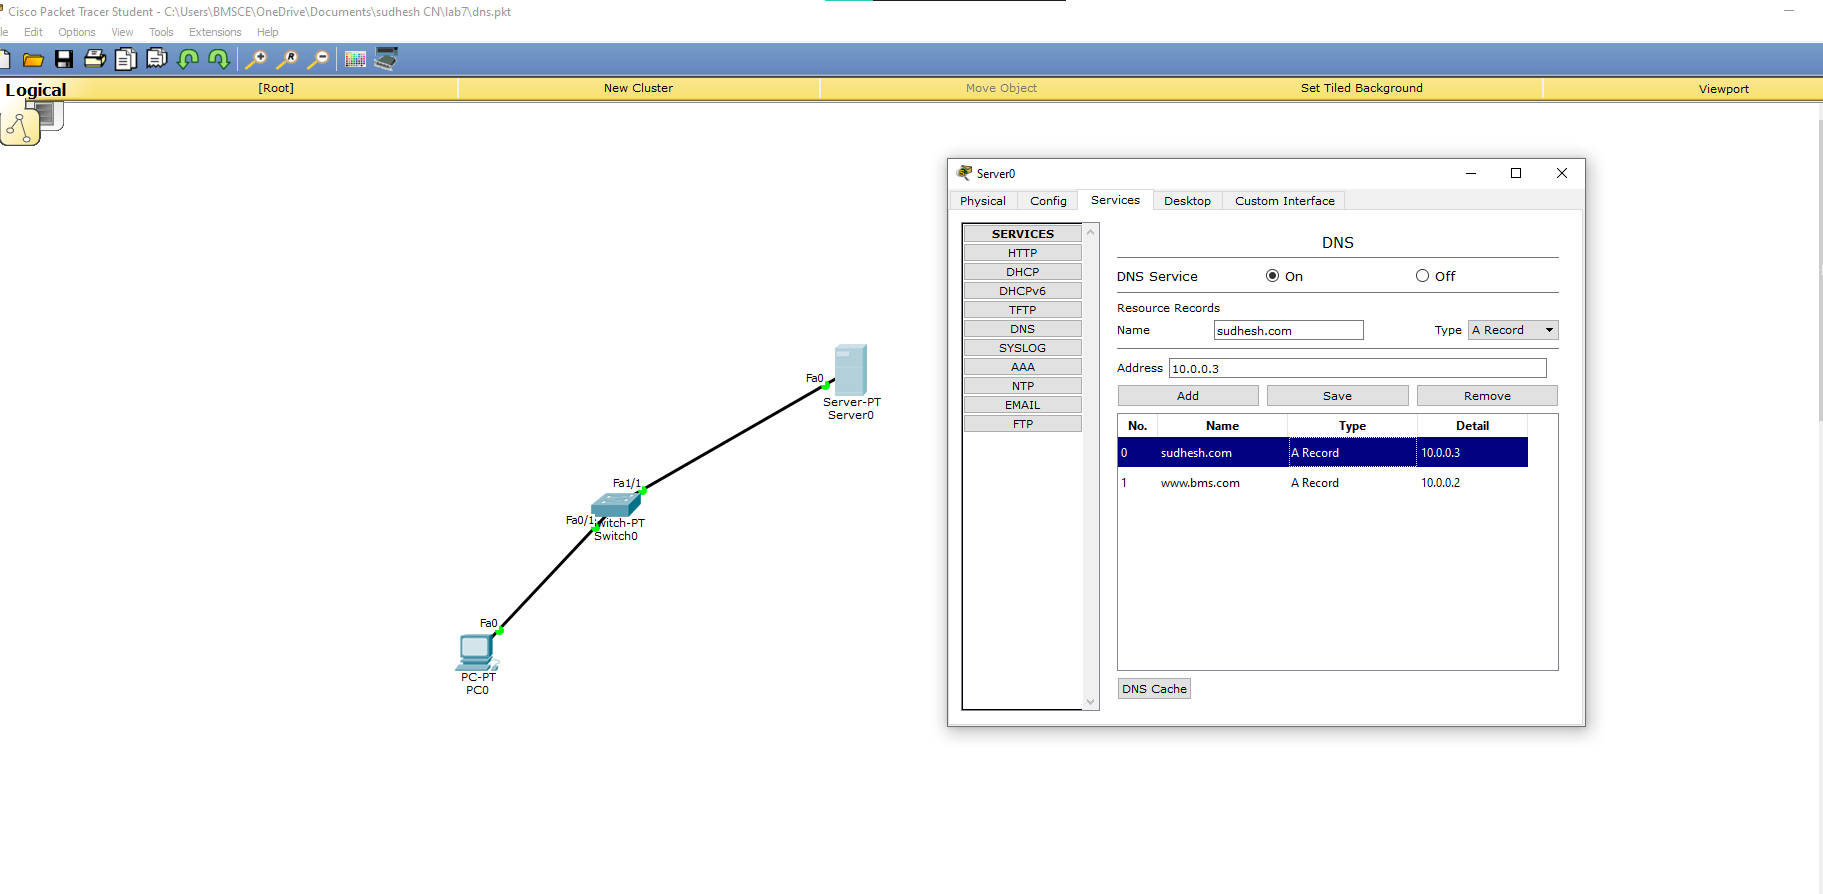 Cisco Packet Tracer Student - C:\Users\BMSCE\OneDrive\Documents\sudhesh CN\lab7\dns.pkt
le Edit Options View Tools Extensions Help
Logical [Root] New Cluster Move Object Set Tiled Background Viewport
Server0
Physical Config Services Desktop Custom Interface
SERVICES
HTTP
DHCP
DHCPv6
TFTP
DNS
SYSLOG
AAA
NTP
EMAIL
FTP
DNS
DNS Service On Off
Resource Records
Name sudhesh.com Type A Record
Address 10.0.0.3
Add Save Remove
No. Name Type Detail
0 sudhesh.com A Record 10.0.0.3
1 www.bms.com A Record 10.0.0.2
DNS Cache
Fa0
Server-PT
Server0
Fa1/1
Fa0/1
witch-PT
Switch0
Fa0
PC-PT
PC0